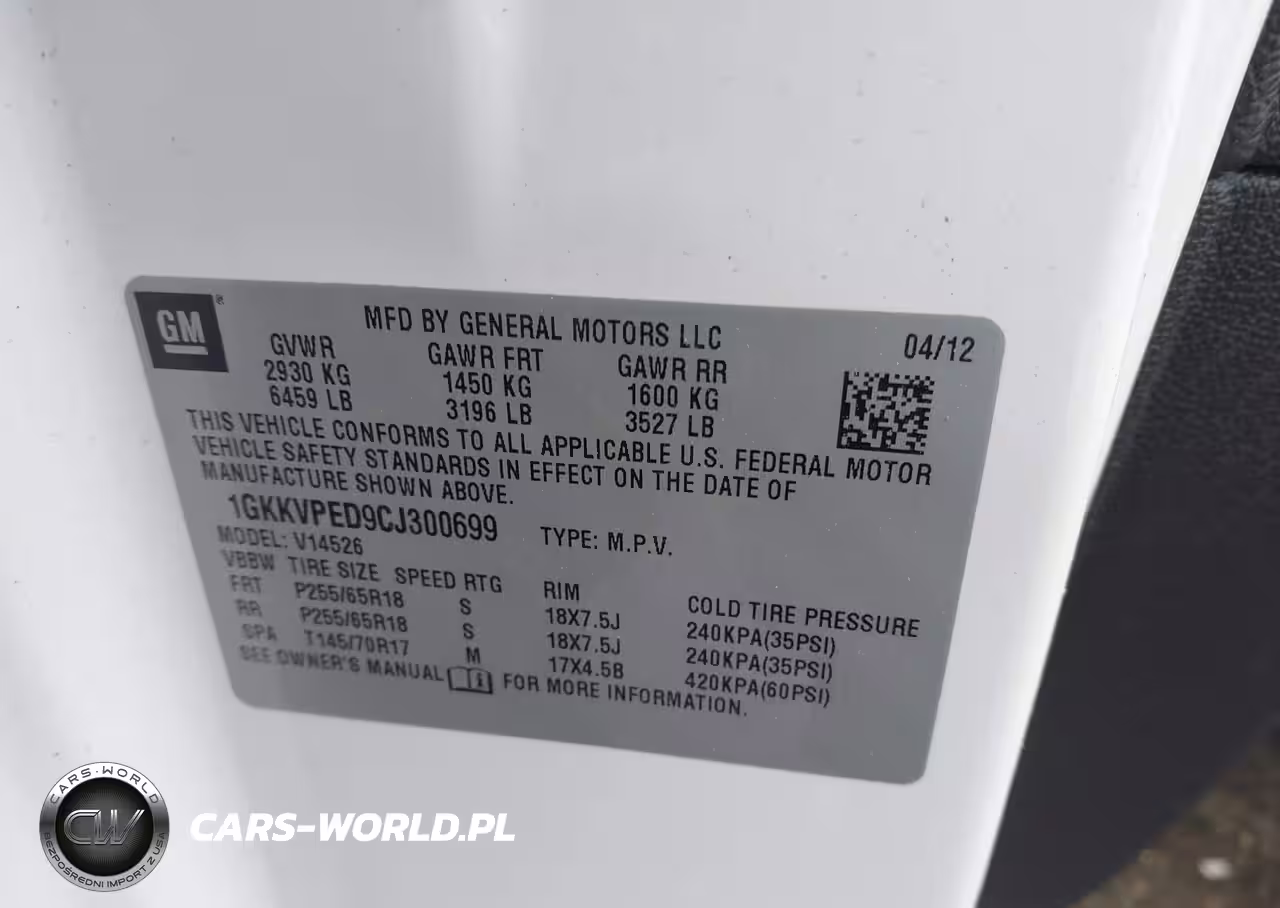 GM
®
MFD BY GENERAL MOTORS LLC
04/12
GVWR GAWR FRT GAWR RR
2930 KG 1450 KG 1600 KG
6459 LB 3196 LB 3527 LB
THIS VEHICLE CONFORMS TO ALL APPLICABLE U.S. FEDERAL MOTOR
VEHICLE SAFETY STANDARDS IN EFFECT ON THE DATE OF
MANUFACTURE SHOWN ABOVE.
1GKKVPED9CJ300699 TYPE: M.P.V.
MODEL: V14526
VBBW TIRE SIZE SPEED RTG RIM COLD TIRE PRESSURE
FRT P255/65R18 S 18X7.5J 240KPA(35PSI)
RR P255/65R18 S 18X7.5J 240KPA(35PSI)
SPA T145/70R17 M 17X4.5B 420KPA(60PSI)
SEE OWNER'S MANUAL i FOR MORE INFORMATION.
CARS-WORLD
CW
BEZPOŚREDNI IMPORT Z USA
CARS-WORLD.PL